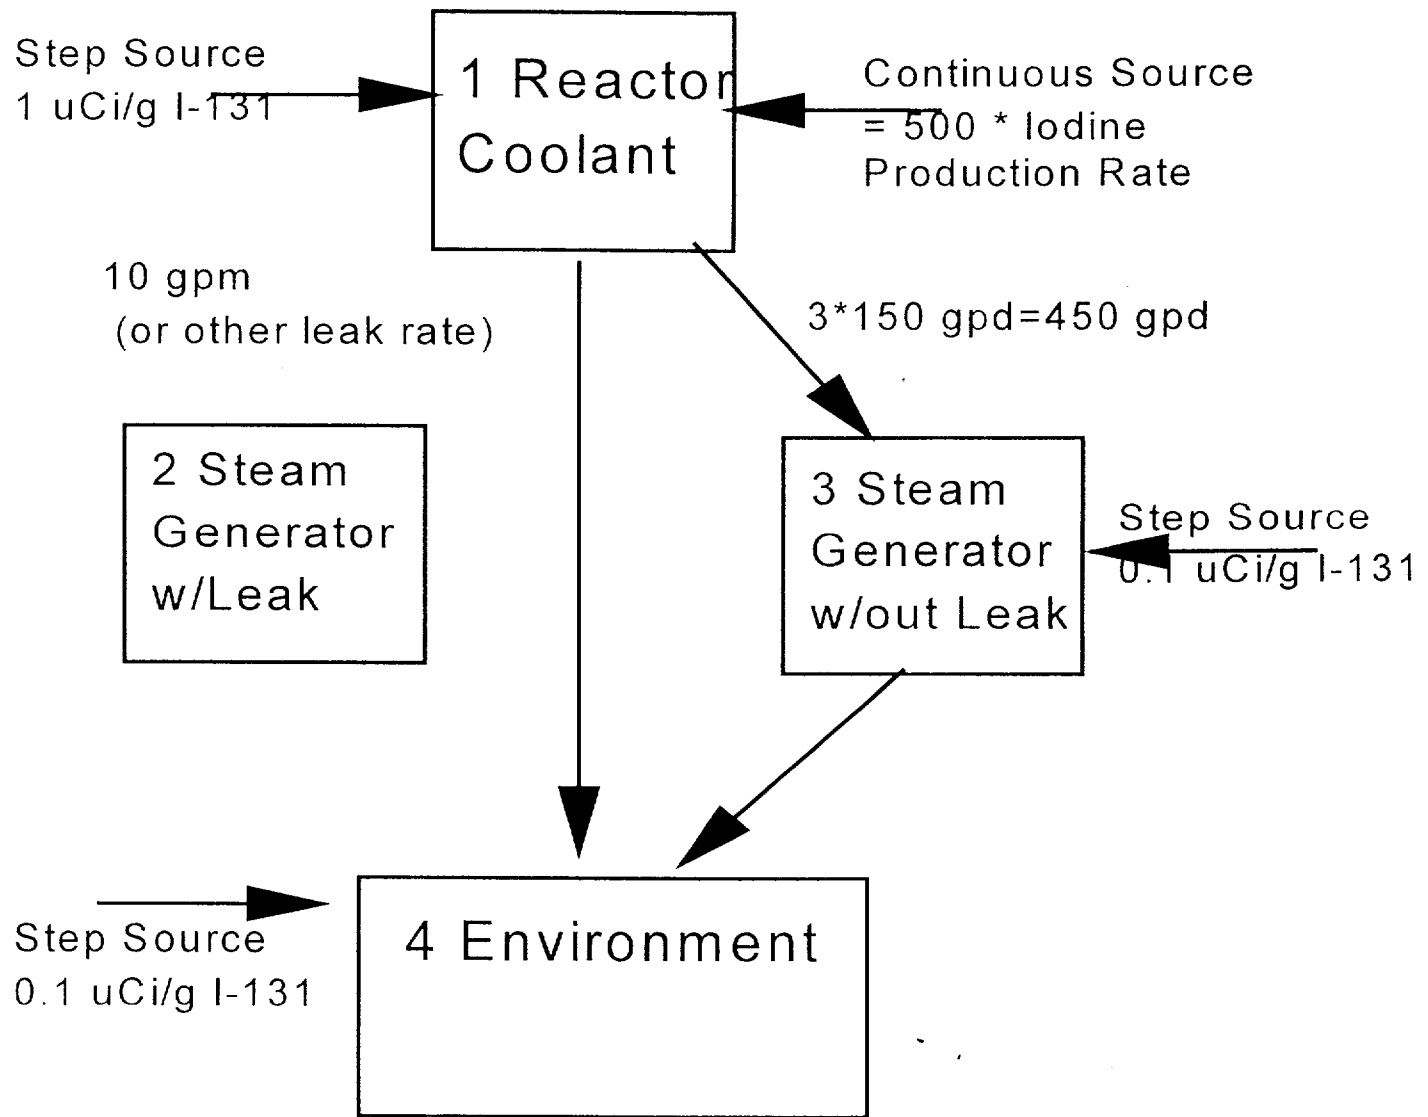 Step Source
1 uCi/g I-131
1 Reactor
Coolant
Continuous Source
= 500 * Iodine
Production Rate
10 gpm
(or other leak rate)
3*150 gpd=450 gpd
2 Steam
Generator
w/Leak
3 Steam
Generator
w/out Leak
Step Source
0.1 uCi/g I-131
Step Source
0.1 uCi/g I-131
4 Environment